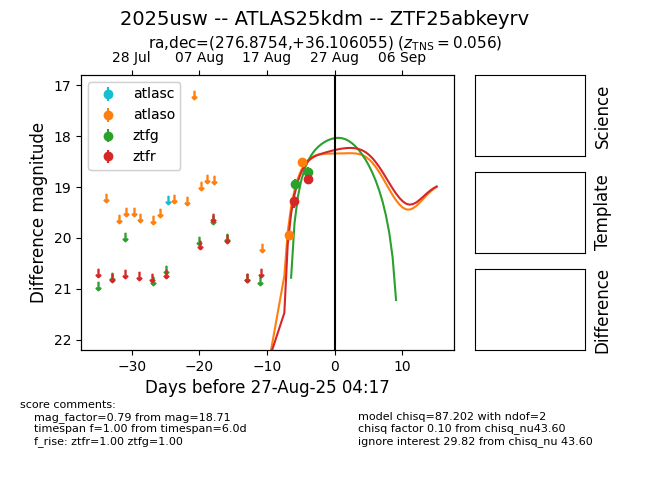 2025usw -- ATLAS25kdm -- ZTF25abkeyrv
ra,dec=(276.8754,+36.106055) (z_TNS = 0.056)
28 Jul 07 Aug 17 Aug 27 Aug 06 Sep
atlasc
atlaso
ztfg
ztfr
17
18
19
20
21
22
Difference magnitude
−30 −20 −10 0 10
Days before 27-Aug-25 04:17
Science
Template
Difference
score comments:
mag_factor=0.79 from mag=18.71
timespan f=1.00 from timespan=6.0d
f_rise: ztfr=1.00 ztfg=1.00
model chisq=87.202 with ndof=2
chisq factor 0.10 from chisq_nu43.60
ignore interest 29.82 from chisq_nu 43.60